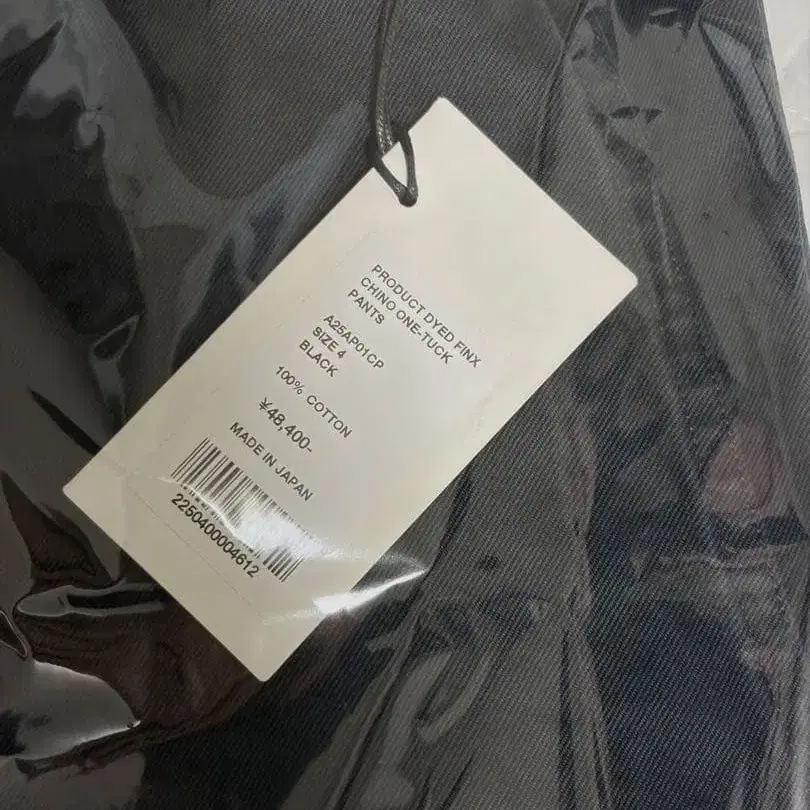 PRODUCT DYED FINX
CHINO ONE-TUCK
PANTS
A25AP01CP
SIZE 4
BLACK
100% COTTON
¥48,400-
MADE IN JAPAN
2250400004612